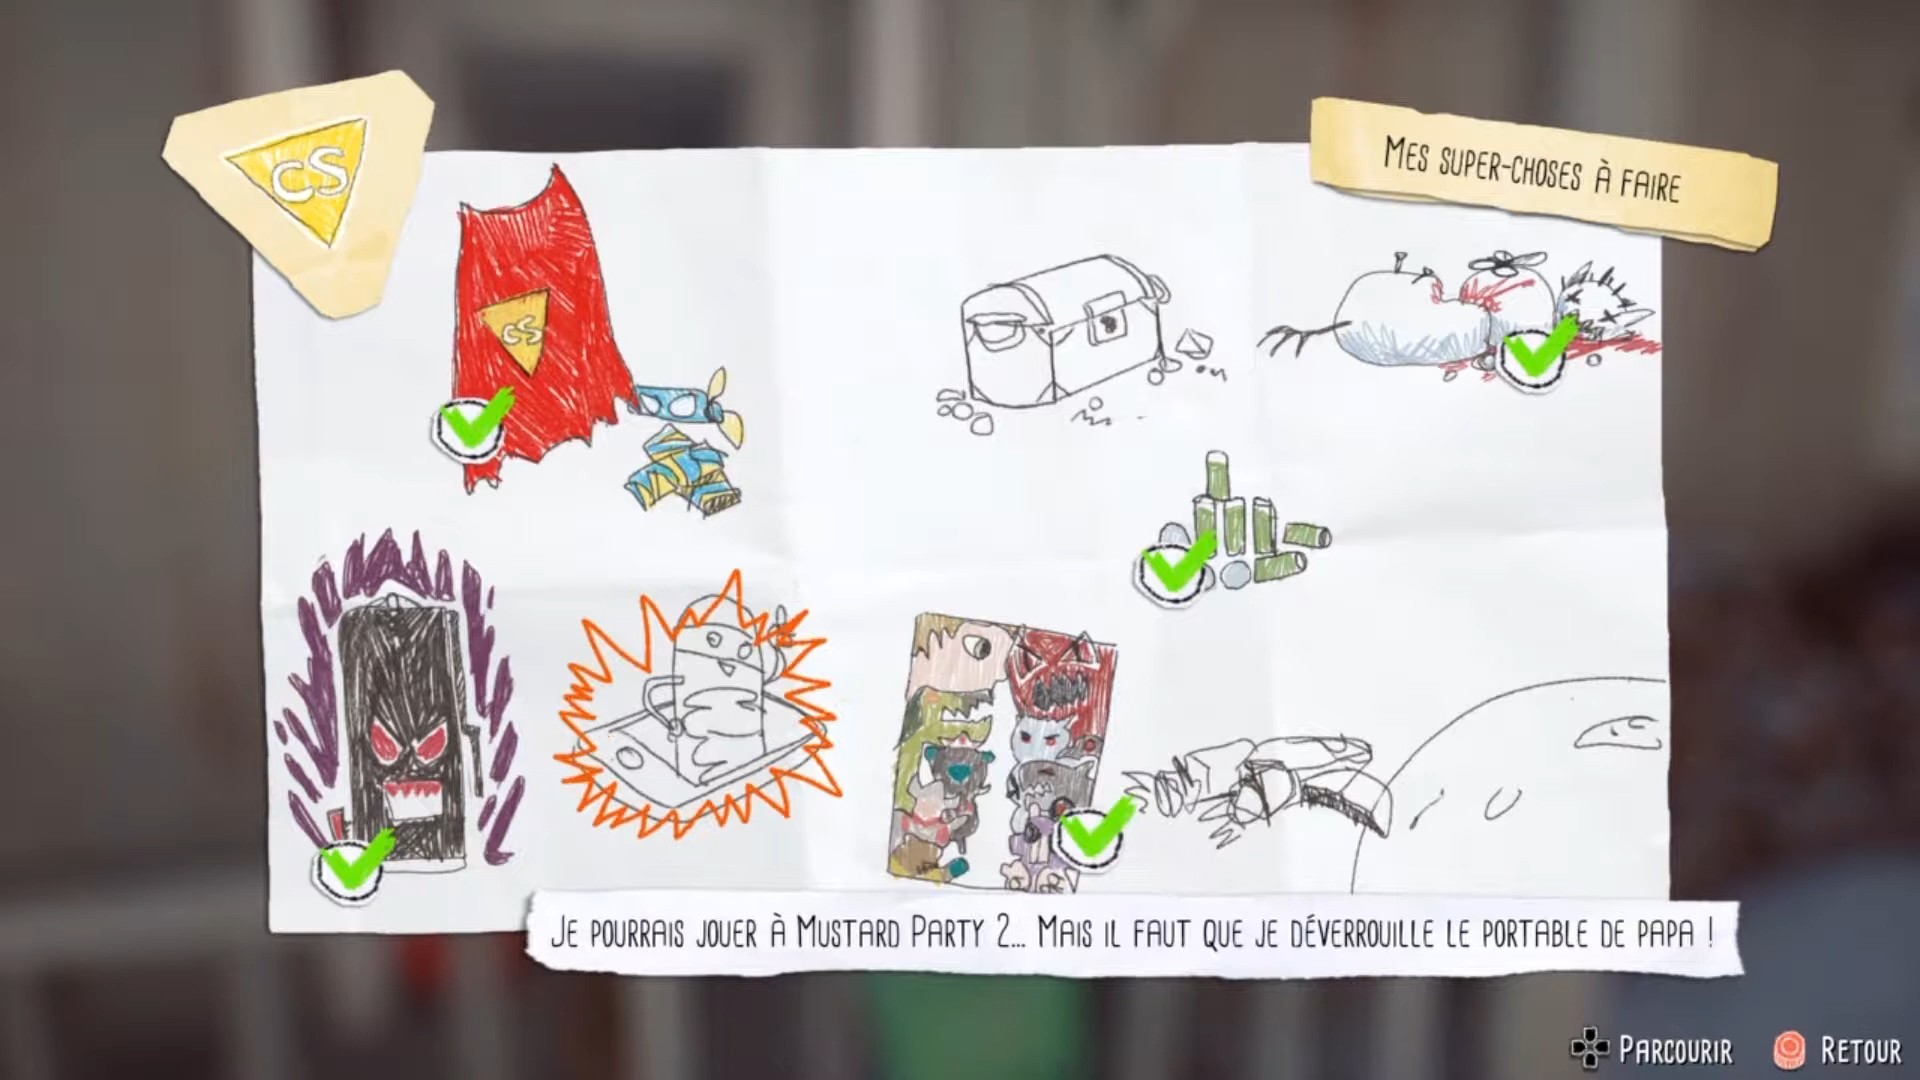 CS
MES SUPER-CHOSES À FAIRE
CS
JE POURRAIS JOUER À MUSTARD PARTY 2... MAIS IL FAUT QUE JE DÉVERROUILLE LE PORTABLE DE PAPA !
PARCOURIR RETOUR